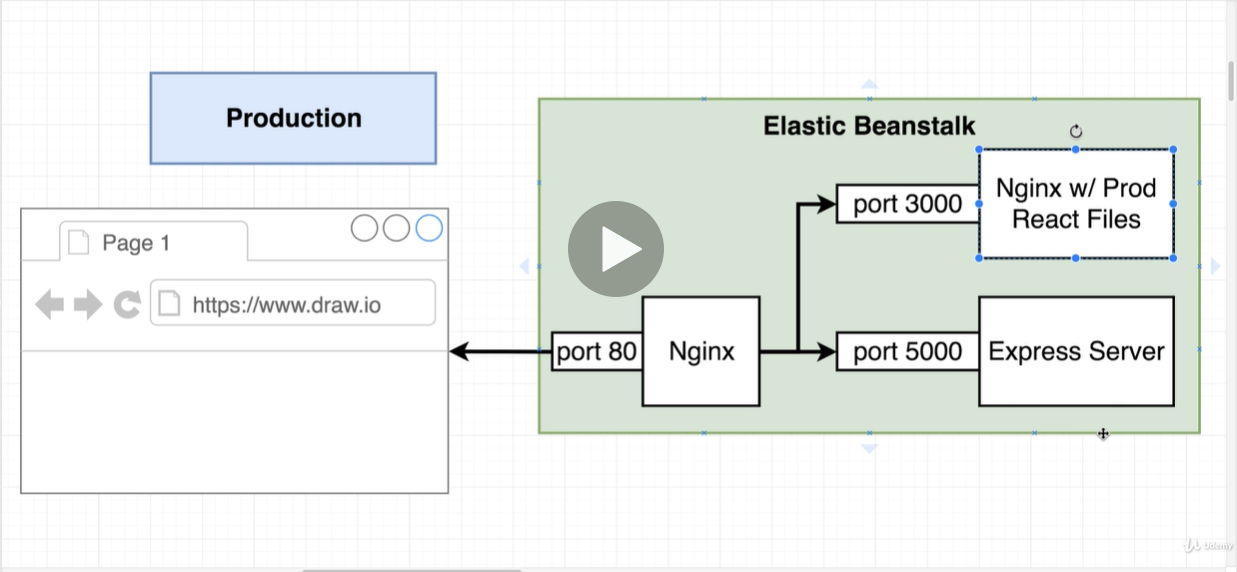 Production
Elastic Beanstalk
Nginx w/ Prod
React Files
port 3000
Page 1
https://www.draw.io
port 80
Nginx
port 5000
Express Server
Udemy